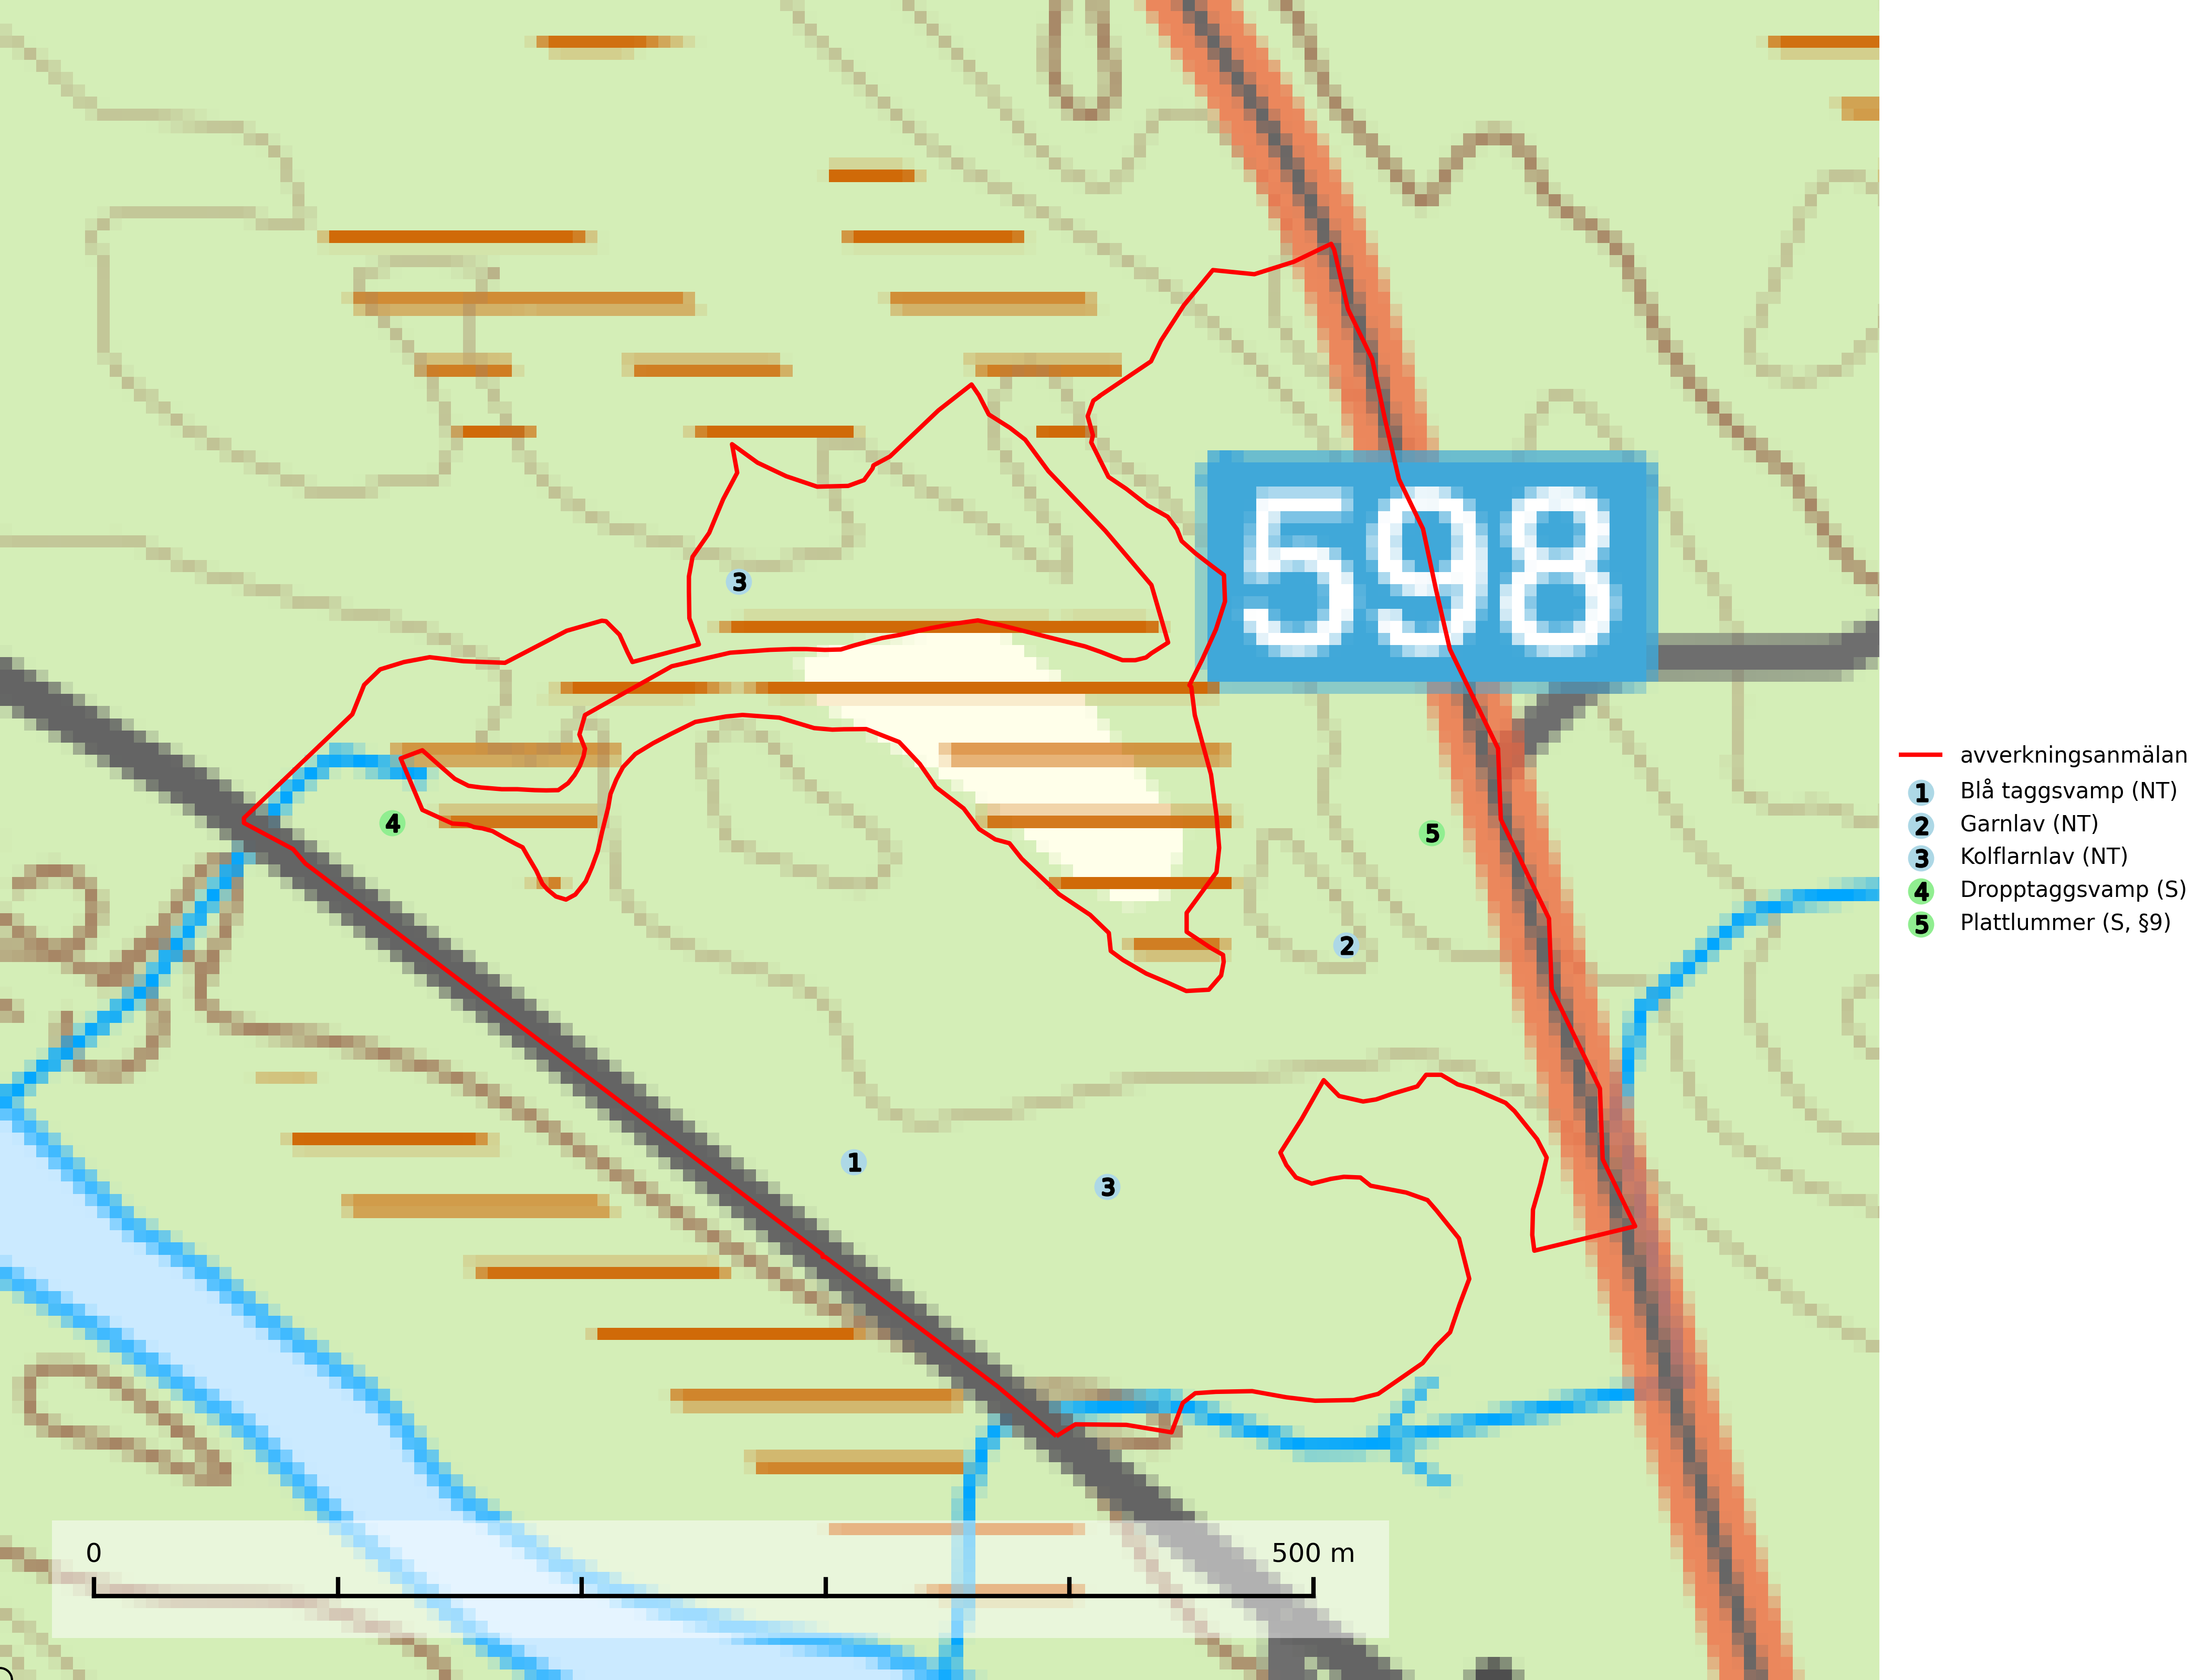 598
3
4
5
2
1
3
0 500 m
avverkningsanmälan
1 Blå taggsvamp (NT)
2 Garnlav (NT)
3 Kolflarnlav (NT)
4 Dropptaggsvamp (S)
5 Plattlummer (S, §9)